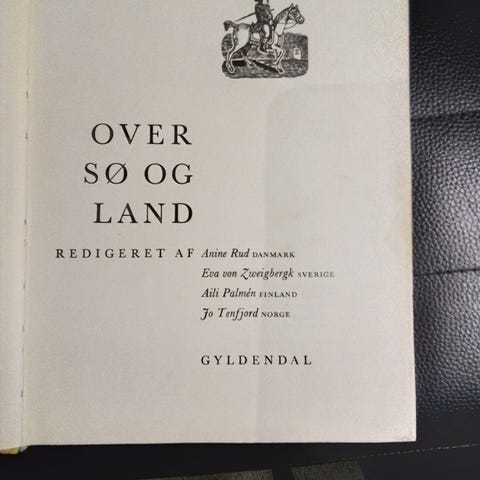 OVER
SØ OG
LAND
REDIGERET AF Anine Rud DANMARK
Eva von Zweigbergk SVERIGE
Aili Palmén FINLAND
Jo Tenfjord NORGE
GYLDENDAL